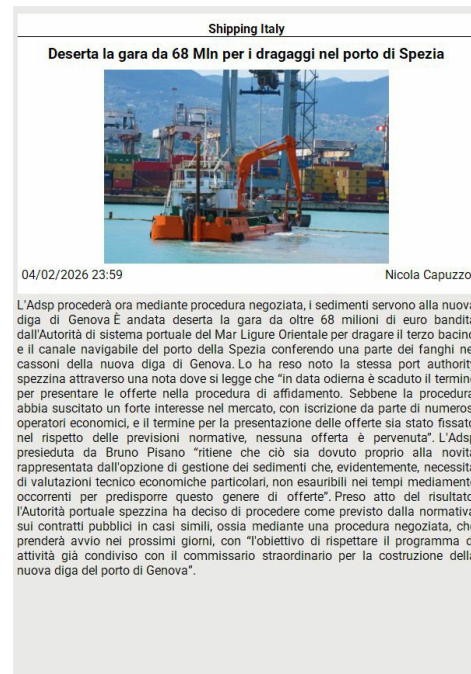 Shipping Italy
Deserta la gara da 68 Mln per i dragaggi nel porto di Spezia
04/02/2026 23:59 Nicola Capuzzo
L'Adsp procederà ora mediante procedura negoziata, i sedimenti servono alla nuova
diga di Genova È andata deserta la gara da oltre 68 milioni di euro bandita
dall'Autorità di sistema portuale del Mar Ligure Orientale per dragare il terzo bacino
e il canale navigabile del porto della Spezia conferendo una parte dei fanghi ne
cassoni della nuova diga di Genova. Lo ha reso noto la stessa port authority
spezzina attraverso una nota dove si legge che “in data odierna è scaduto il termine
per presentare le offerte nella procedura di affidamento. Sebbene la procedura
abbia suscitato un forte interesse nel mercato, con iscrizione da parte di numeros
operatori economici, e il termine per la presentazione delle offerte sia stato fissato
nel rispetto delle previsioni normative, nessuna offerta è pervenuta”. L'Adsp
presieduta da Bruno Pisano “ritiene che ciò sia dovuto proprio alla novità
rappresentata dall'opzione di gestione dei sedimenti che, evidentemente, necessita
di valutazioni tecnico economiche particolari, non esauribili nei tempi mediamente
occorrenti per predisporre questo genere di offerte”. Preso atto del risultato
l'Autorità portuale spezzina ha deciso di procedere come previsto dalla normativa
sui contratti pubblici in casi simili, ossia mediante una procedura negoziata, che
prenderà avvio nei prossimi giorni, con “l'obiettivo di rispettare il programma d
attività già condiviso con il commissario straordinario per la costruzione della
nuova diga del porto di Genova”.